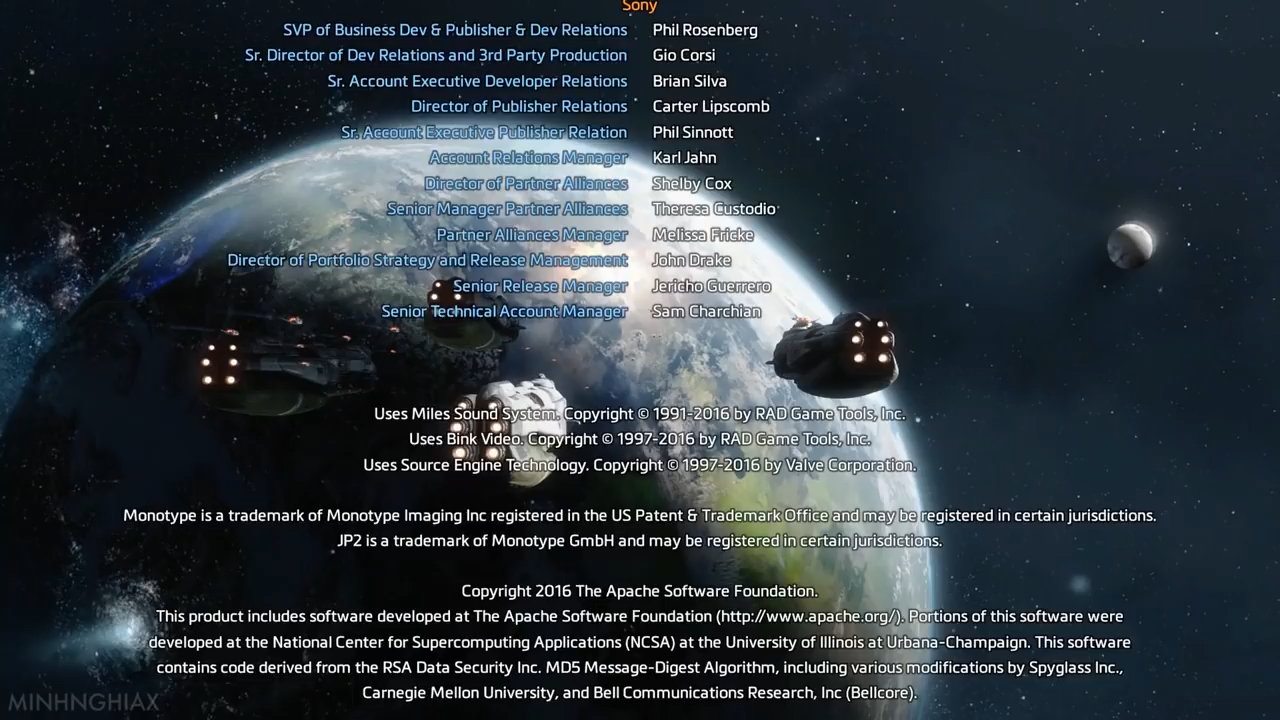 Sony
SVP of Business Dev & Publisher & Dev Relations Phil Rosenberg
Sr. Director of Dev Relations and 3rd Party Production Gio Corsi
Sr. Account Executive Developer Relations Brian Silva
Director of Publisher Relations Carter Lipscomb
Sr. Account Executive Publisher Relation Phil Sinnott
Account Relations Manager Karl Jahn
Director of Partner Alliances Shelby Cox
Senior Manager Partner Alliances Theresa Custodio
Partner Alliances Manager Melissa Fricke
Director of Portfolio Strategy and Release Management John Drake
Senior Release Manager Jericho Guerrero
Senior Technical Account Manager Sam Charchian
Uses Miles Sound System. Copyright © 1991-2016 by RAD Game Tools, Inc.
Uses Bink Video. Copyright © 1997-2016 by RAD Game Tools, Inc.
Uses Source Engine Technology. Copyright © 1997-2016 by Valve Corporation.
Monotype is a trademark of Monotype Imaging Inc registered in the US Patent & Trademark Office and may be registered in certain jurisdictions.
JP2 is a trademark of Monotype GmbH and may be registered in certain jurisdictions.
Copyright 2016 The Apache Software Foundation.
This product includes software developed at The Apache Software Foundation (http://www.apache.org/). Portions of this software were
developed at the National Center for Supercomputing Applications (NCSA) at the University of Illinois at Urbana-Champaign. This software
contains code derived from the RSA Data Security Inc. MD5 Message-Digest Algorithm, including various modifications by Spyglass Inc.,
Carnegie Mellon University, and Bell Communications Research, Inc (Bellcore).
MINHNGHIAX